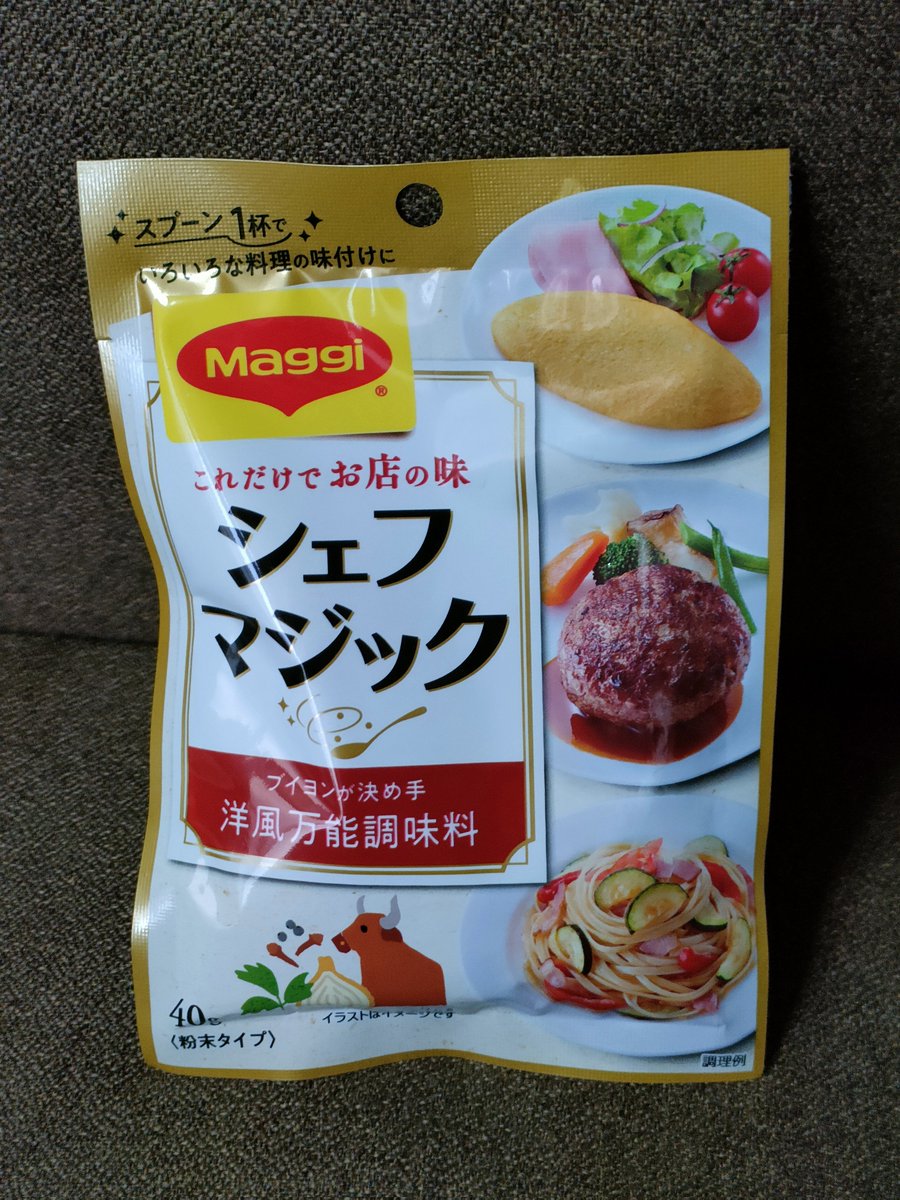 スプーン1杯で
いろいろな料理の味付けに
Maggi®
これだけでお店の味
シェフ
マジック
ブイヨンが決め手
洋風万能調味料
40g
〈粉末タイプ〉
イラストはイメージです
調理例